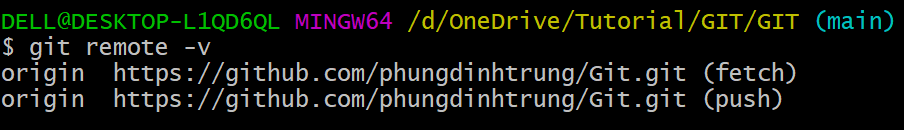 DELL@DESKTOP-L1QD6QL MINGW64 /d/OneDrive/Tutorial/GIT/GIT (main)
$ git remote -v
origin  https://github.com/phungdinhtrung/Git.git (fetch)
origin  https://github.com/phungdinhtrung/Git.git (push)